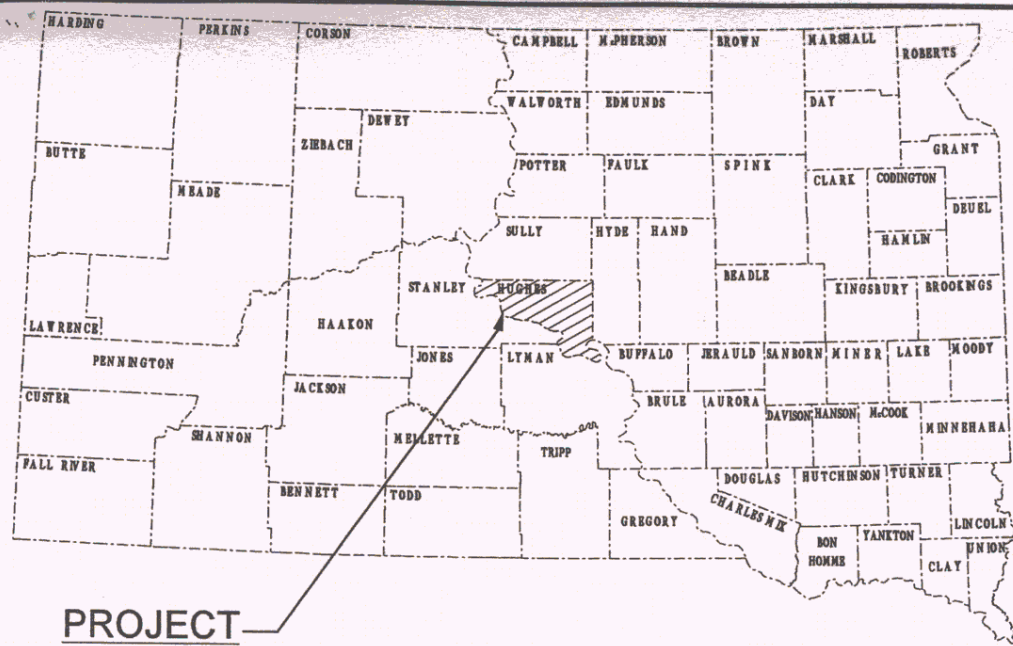 HARDING
PERKINS
CORSON
CAMPBELL
McPHERSON
BROWN
MARSHALL
ROBERTS
WALWORTH
EDMUNDS
DAY
DEWEY
ZIEBACH
GRANT
BUTTE
POTTER
FAULK
SPINK
CLARK
CODINGTON
MEADE
DEUEL
SULLY
HYDE
HAND
HAMLIN
BEADLE
STANLEY
HUGHES
KINGSBURY
BROOKINGS
LAWRENCE
HAAKON
PENNINGTON
JONES
LYMAN
BUFFALO
JERAULD
SANBORN
MINER
LAKE
MOODY
CUSTER
JACKSON
BRULE
AURORA
DAVISON
HANSON
McCOOK
MINNEHAHA
SHANNON
MELLETTE
TRIPP
FALL RIVER
DOUGLAS
HUTCHINSON
TURNER
BENNETT
TODD
GREGORY
CHARLES MIX
LINCOLN
BON
HOMME
YANKTON
CLAY
UNION
PROJECT